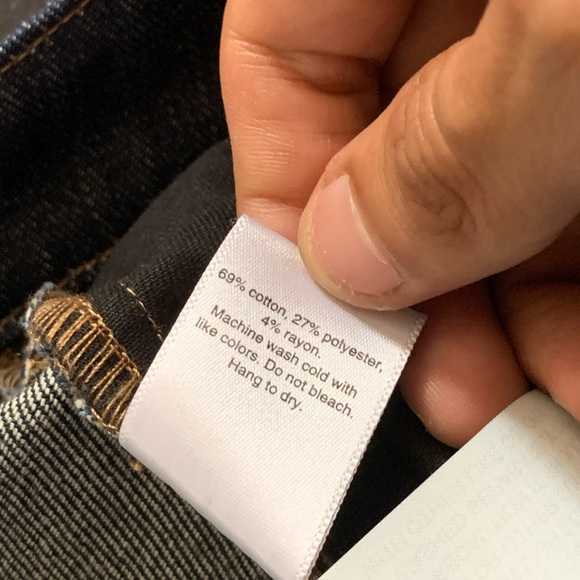 69% cotton, 27% polyester,
4% rayon.
Machine wash cold with
like colors. Do not bleach.
Hang to dry.